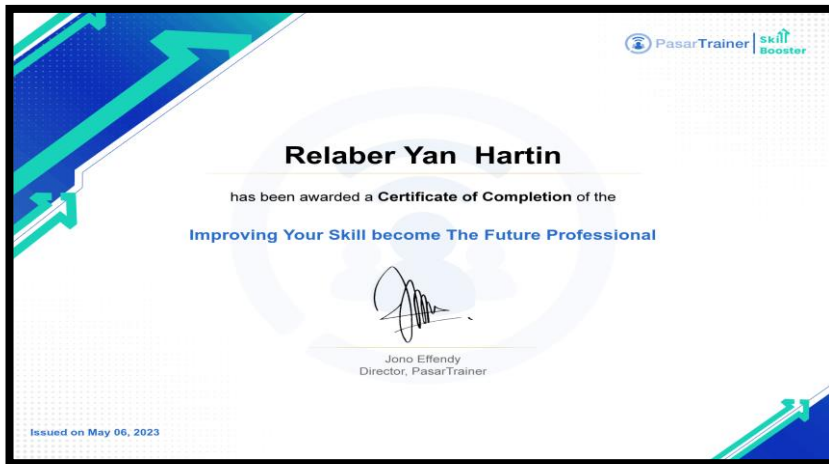 PasarTrainer
Skill
Booster
Relaber Yan Hartin
has been awarded a Certificate of Completion of the
Improving Your Skill become The Future Professional
Jono Effendy
Director, PasarTrainer
Issued on May 06, 2023